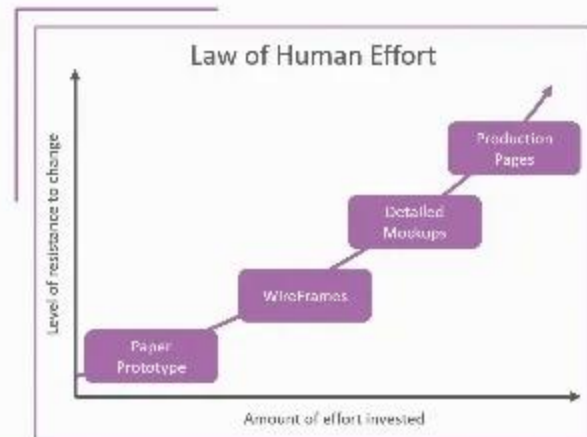 Law of Human Effort
Level of resistance to change
Production
Pages
Detailed
Mockups
WireFrames
Paper
Prototype
Amount of effort invested